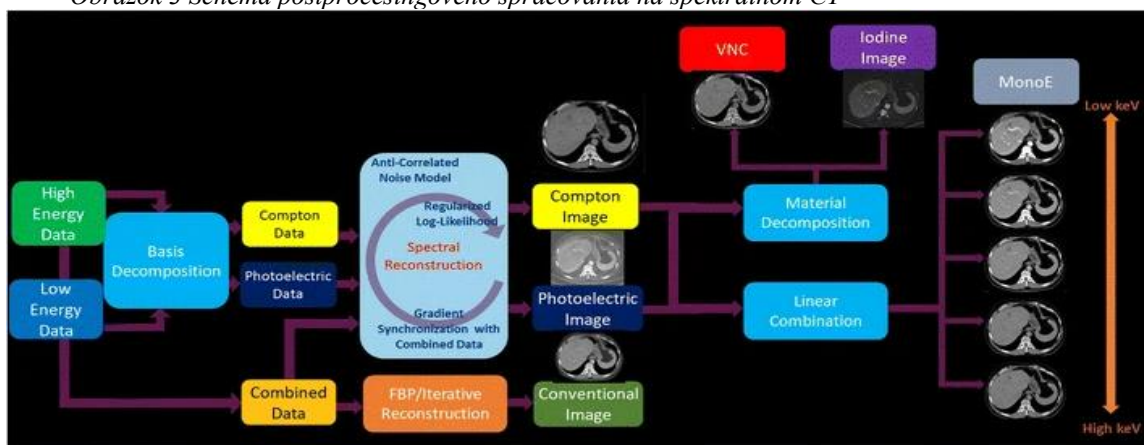 Obrázok 3 Schéma postprocesingového spracovania na spektrálnom CT
VNC
Iodine
Image
MonoE
Low keV
High
Energy
Data
Low
Energy
Data
Basis
Decomposition
Compton
Data
Photoelectric
Data
Combined
Data
Anti-Correlated
Noise Model
Regularized
Log-Likelihood
Spectral
Reconstruction
Gradient
Synchronization with
Combined Data
FBP/Iterative
Reconstruction
Compton
Image
Photoelectric
Image
Conventional
Image
Material
Decomposition
Linear
Combination
High keV